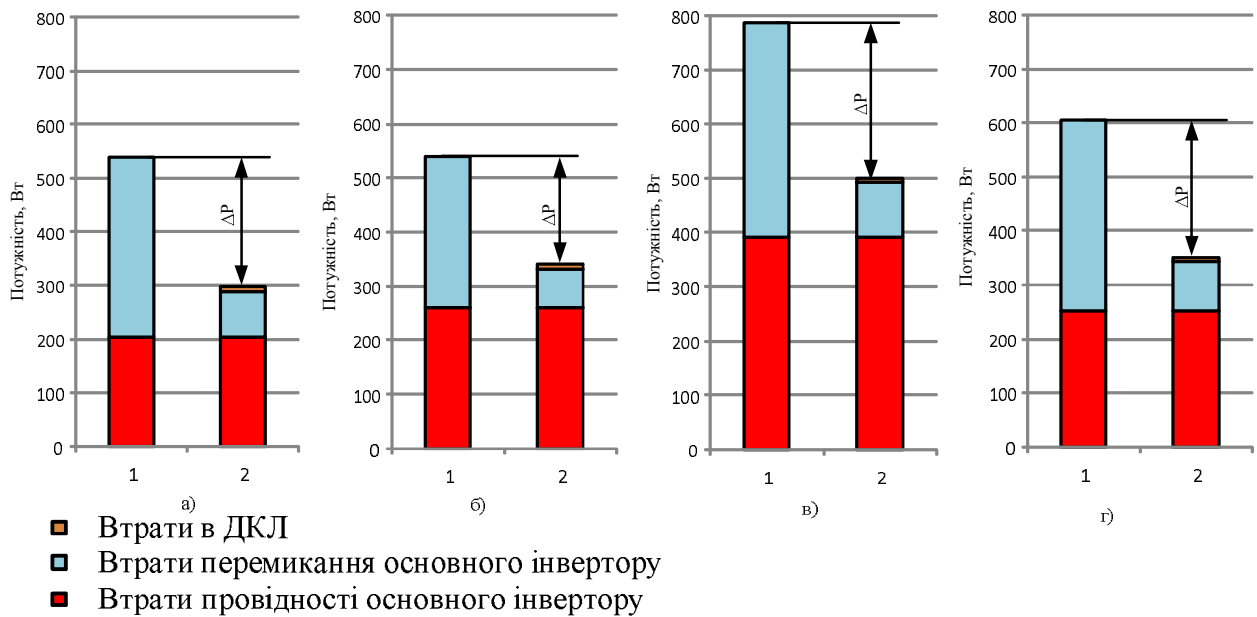 800
700
600
500
400
300
200
100
0
Потужність, Вт
ΔP
1 2
а)
800
700
600
500
400
300
200
100
0
Потужність, Вт
ΔP
1 2
б)
800
700
600
500
400
300
200
100
0
Потужність, Вт
ΔP
1 2
в)
800
700
600
500
400
300
200
100
0
Потужність, Вт
ΔP
1 2
г)
Втрати в ДКЛ
Втрати перемикання основного інвертору
Втрати провідності основного інвертору